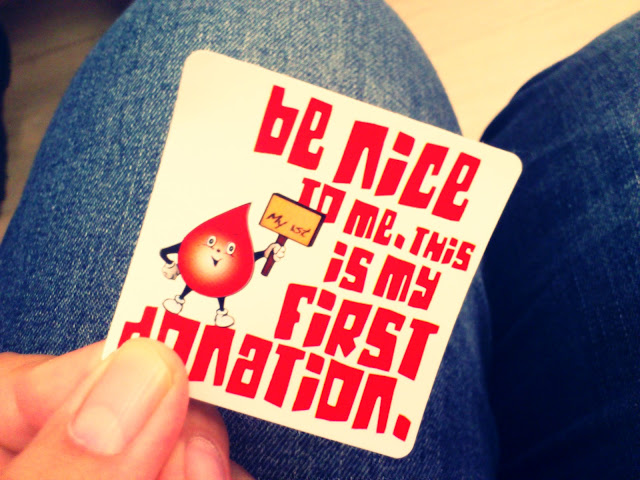 be nice
to me. This
is my
first
donation.
My 1st